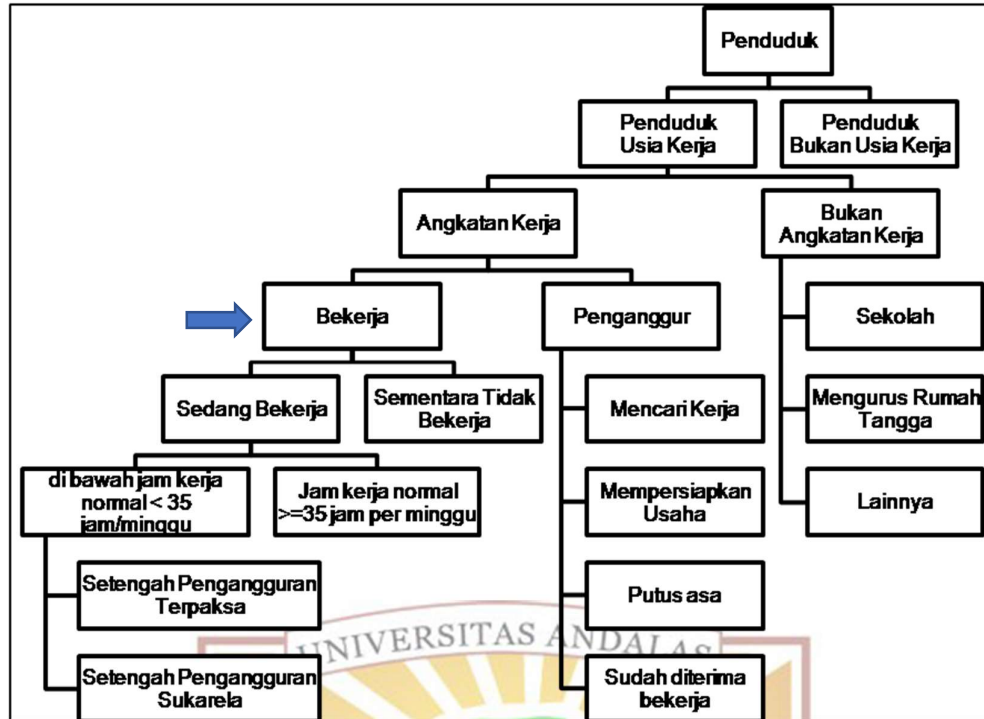 Penduduk
Penduduk
Usia Kerja
Penduduk
Bukan Usia Kerja
Angkatan Kerja
Bukan
Angkatan Kerja
Bekerja
Penganggur
Sekolah
Sedang Bekerja
Sementara Tidak
Bekerja
Mencari Kerja
Mengurus Rumah
Tangga
di bawah jam kerja
normal < 35
jam/minggu
Jam kerja normal
>=35 jam per minggu
Mempersiapkan
Usaha
Lainnya
Setengah Pengangguran
Terpaksa
Putus asa
UNIVERSITAS ANDALAS
Setengah Pengangguran
Sukarela
Sudah diterima
bekerja